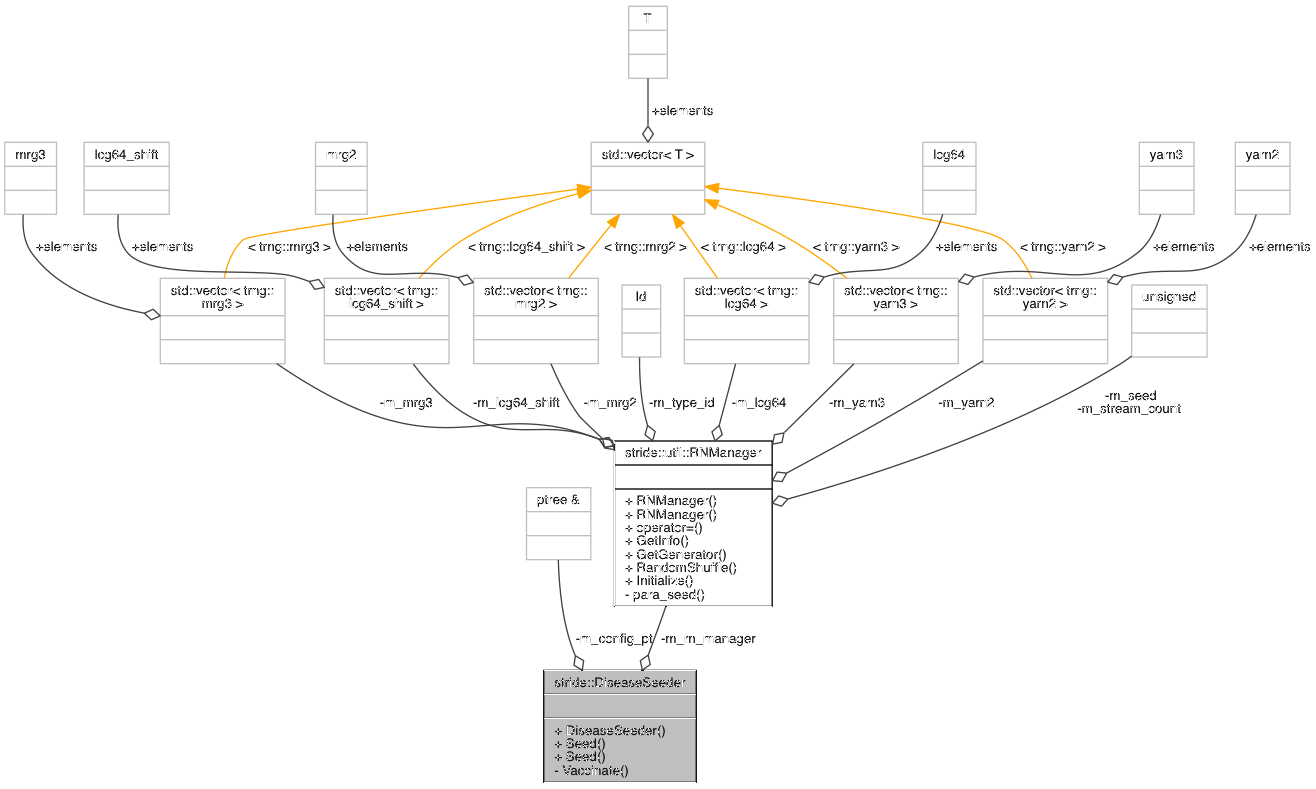 T
+elements
mrg3
lcg64_shift
mrg2
std::vector< T >
lcg64
yarn3
yarn2
+elements
+elements
+elements
+elements
+elements
+elements
< trng::mrg3 >
< trng::lcg64_shift >
< trng::mrg2 >
< trng::lcg64 >
< trng::yarn3 >
< trng::yarn2 >
std::vector< trng::
mrg3 >
std::vector< trng::
lcg64_shift >
std::vector< trng::
mrg2 >
Id
std::vector< trng::
lcg64 >
std::vector< trng::
yarn3 >
std::vector< trng::
yarn2 >
unsigned
-m_mrg3
-m_lcg64_shift
-m_mrg2
-m_type_id
-m_lcg64
-m_yarn3
-m_yarn2
-m_seed
-m_stream_count
stride::util::RNManager
+ RNManager()
+ RNManager()
+ operator=()
+ GetInfo()
+ GetGenerator()
+ RandomShuffle()
+ Initialize()
- para_seed()
ptree &
-m_config_pt
-m_rn_manager
stride::DiseaseSeeder
+ DiseaseSeeder()
+ Seed()
+ Seed()
- Vaccinate()